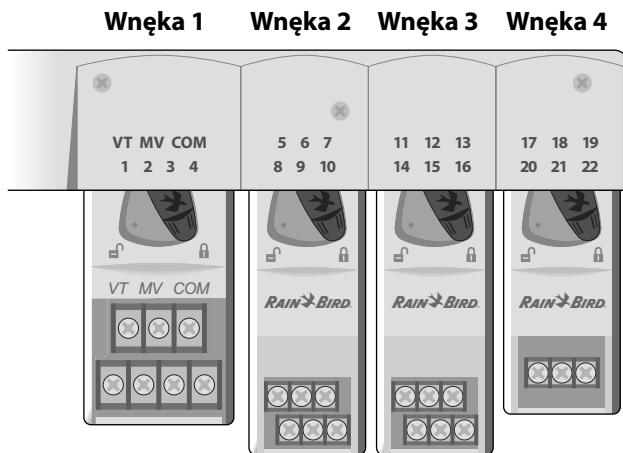 Wnęka 1 Wnęka 2 Wnęka 3 Wnęka 4
VT MV COM 5 6 7 11 12 13 17 18 19
1 2 3 4 8 9 10 14 15 16 20 21 22
VT MV COM
RAIN BIRD. RAIN BIRD. RAIN BIRD.